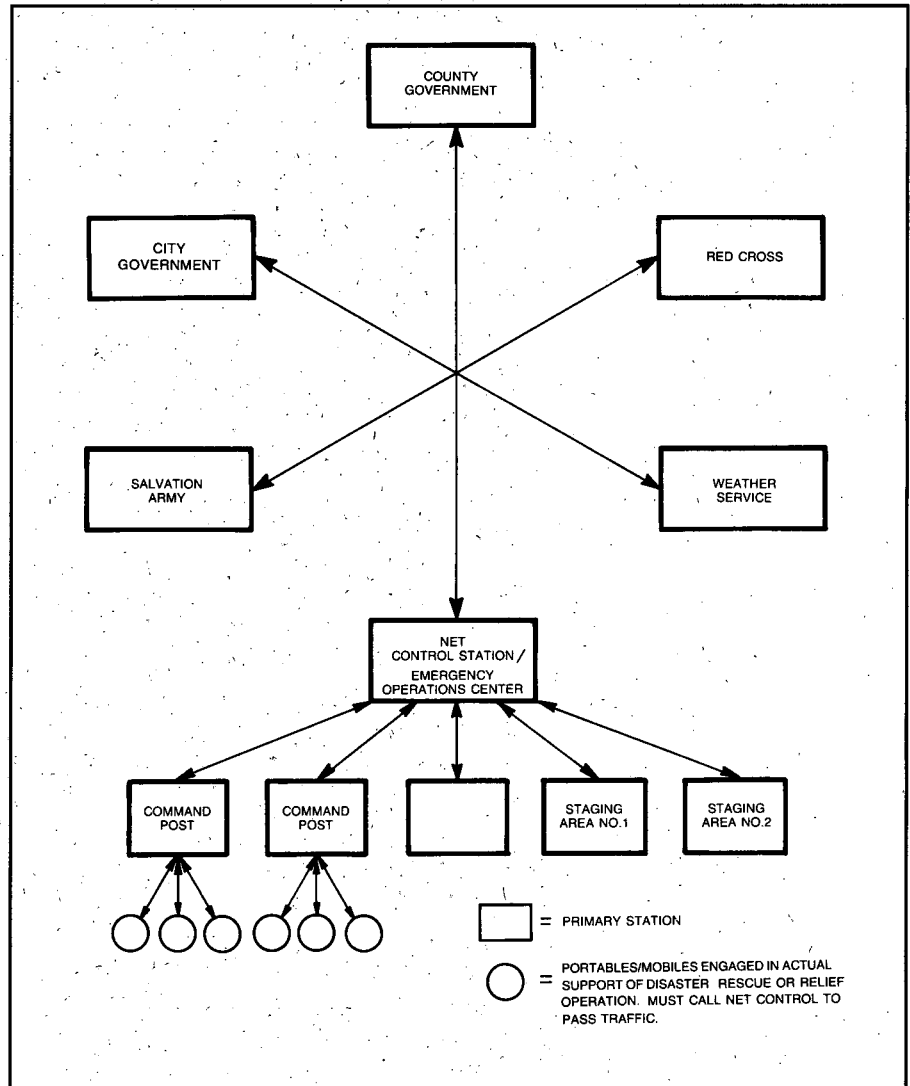 COUNTY
GOVERNMENT
CITY
GOVERNMENT
RED CROSS
SALVATION
ARMY
WEATHER
SERVICE
NET
CONTROL STATION /
EMERGENCY
OPERATIONS CENTER
COMMAND
POST
COMMAND
POST
STAGING
AREA NO.1
STAGING
AREA NO.2
= PRIMARY STATION
= PORTABLES/MOBILES ENGAGED IN ACTUAL
SUPPORT OF DISASTER RESCUE OR RELIEF
OPERATION. MUST CALL NET CONTROL TO
PASS TRAFFIC.